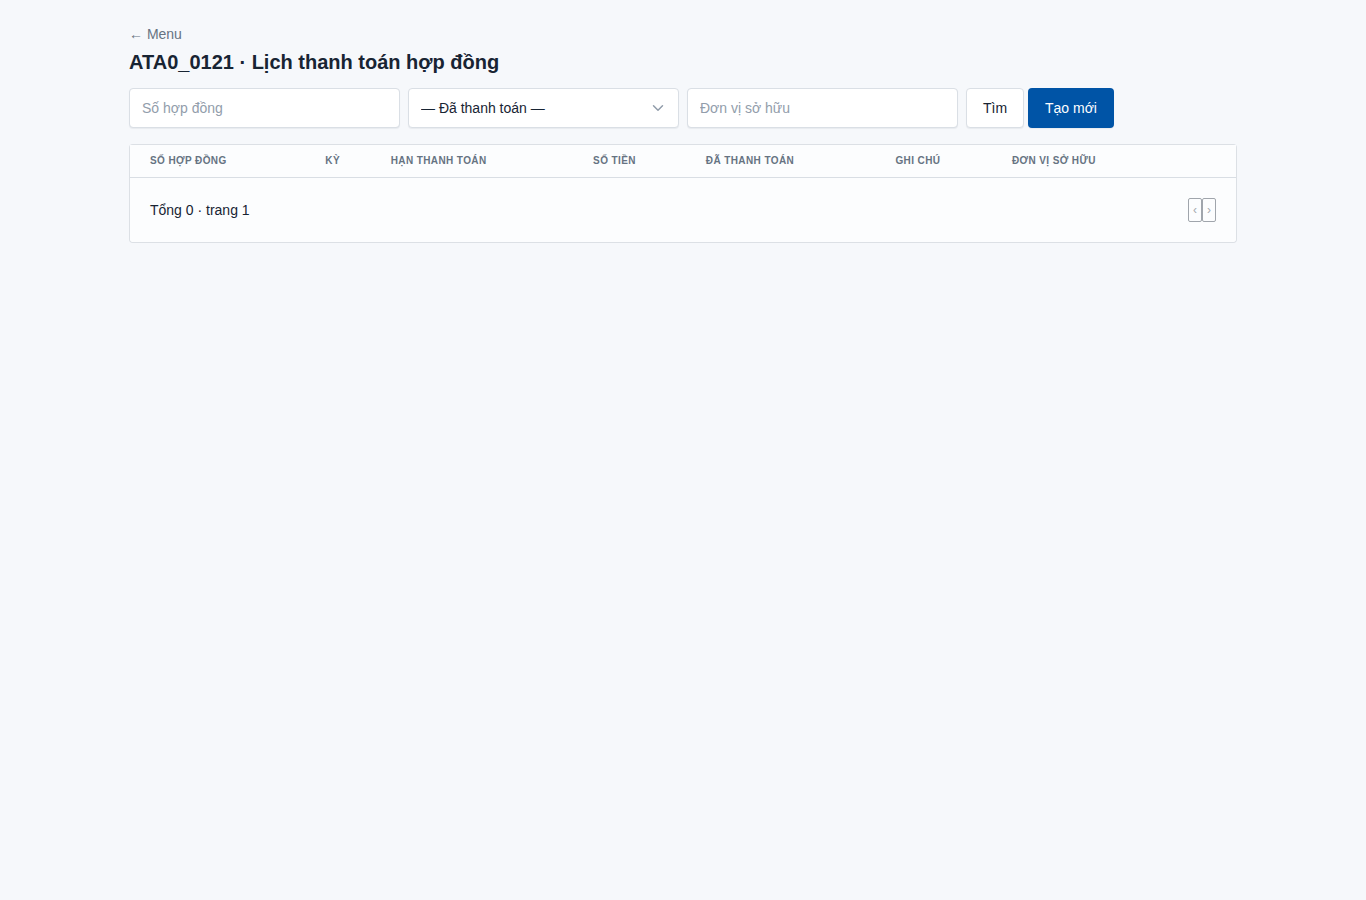 ← Menu
ATA0_0121 · Lịch thanh toán hợp đồng
Số hợp đồng
— Đã thanh toán —
Đơn vị sở hữu
Tìm
Tạo mới
SỐ HỢP ĐỒNG KỲ HẠN THANH TOÁN SỐ TIỀN ĐÃ THANH TOÁN GHI CHÚ ĐƠN VỊ SỞ HỮU
Tổng 0 · trang 1
‹ ›